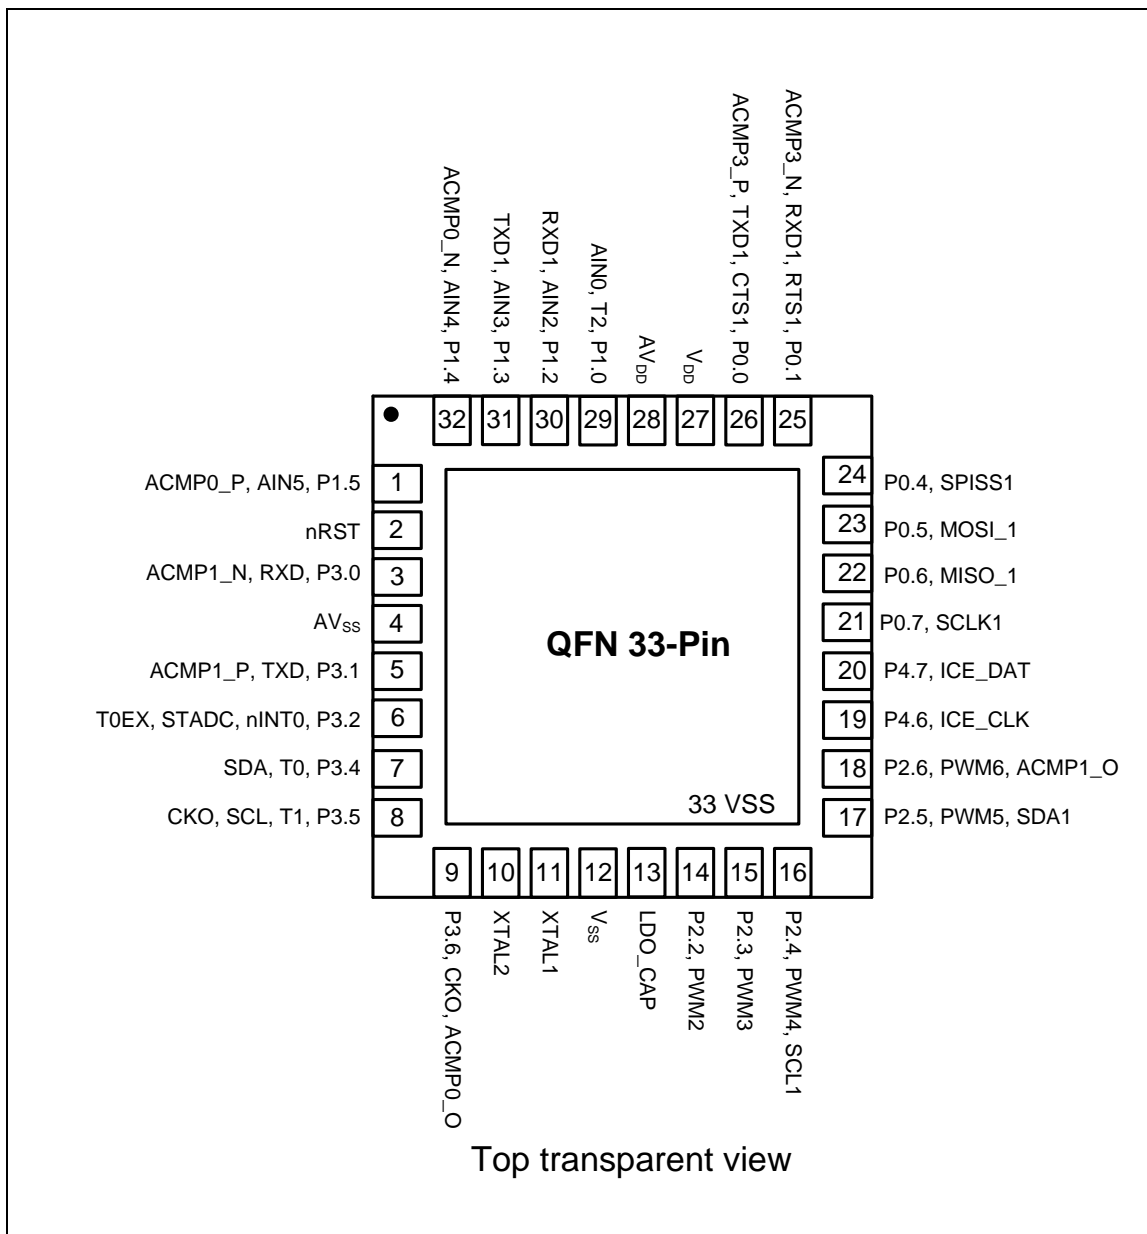 ACMP0_N, AIN4, P1.4
TXD1, AIN3, P1.3
RXD1, AIN2, P1.2
AIN0, T2, P1.0
AVDD
VDD
ACMP3_P, TXD1, CTS1, P0.0
ACMP3_N, RXD1, RTS1, P0.1
32
31
30
29
28
27
26
25
ACMP0_P, AIN5, P1.5
1
nRST
2
ACMP1_N, RXD, P3.0
3
AVSS
4
ACMP1_P, TXD, P3.1
5
T0EX, STADC, nINT0, P3.2
6
SDA, T0, P3.4
7
CKO, SCL, T1, P3.5
8
QFN 33-Pin
33 VSS
24
P0.4, SPISS1
23
P0.5, MOSI_1
22
P0.6, MISO_1
21
P0.7, SCLK1
20
P4.7, ICE_DAT
19
P4.6, ICE_CLK
18
P2.6, PWM6, ACMP1_O
17
P2.5, PWM5, SDA1
9
10
11
12
13
14
15
16
P3.6, CKO, ACMP0_O
XTAL2
XTAL1
VSS
LDO_CAP
P2.2, PWM2
P2.3, PWM3
P2.4, PWM4, SCL1
Top transparent view